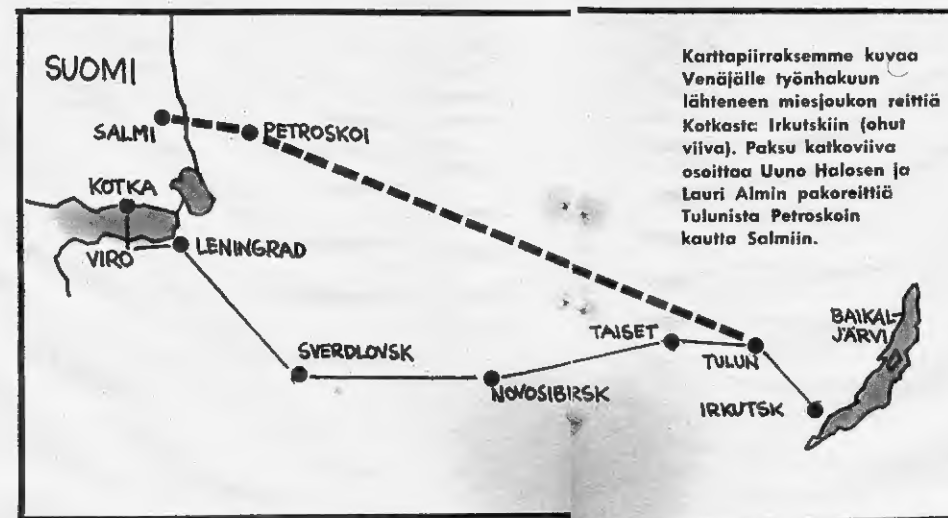 SUOMI
SALMI
PETROSKOI
KOTKA
VIRO
LENINGRAD
SVERDLOVSK
NOVOSIBIRSK
TAISET
TULUN
IRKUTSK
BAIKAL-
JÄRVI
Karttapiirroksemme kuvaa
Venäjälle työnhakuun
lähteneen miesjoukon reittiä
Kotkasta Irkutskiin (ohut
viiva). Paksu katkoviiva
osoittaa Uuno Halosen ja
Lauri Almin pakoreittiä
Tulunista Petroskoin
kautta Salmiin.